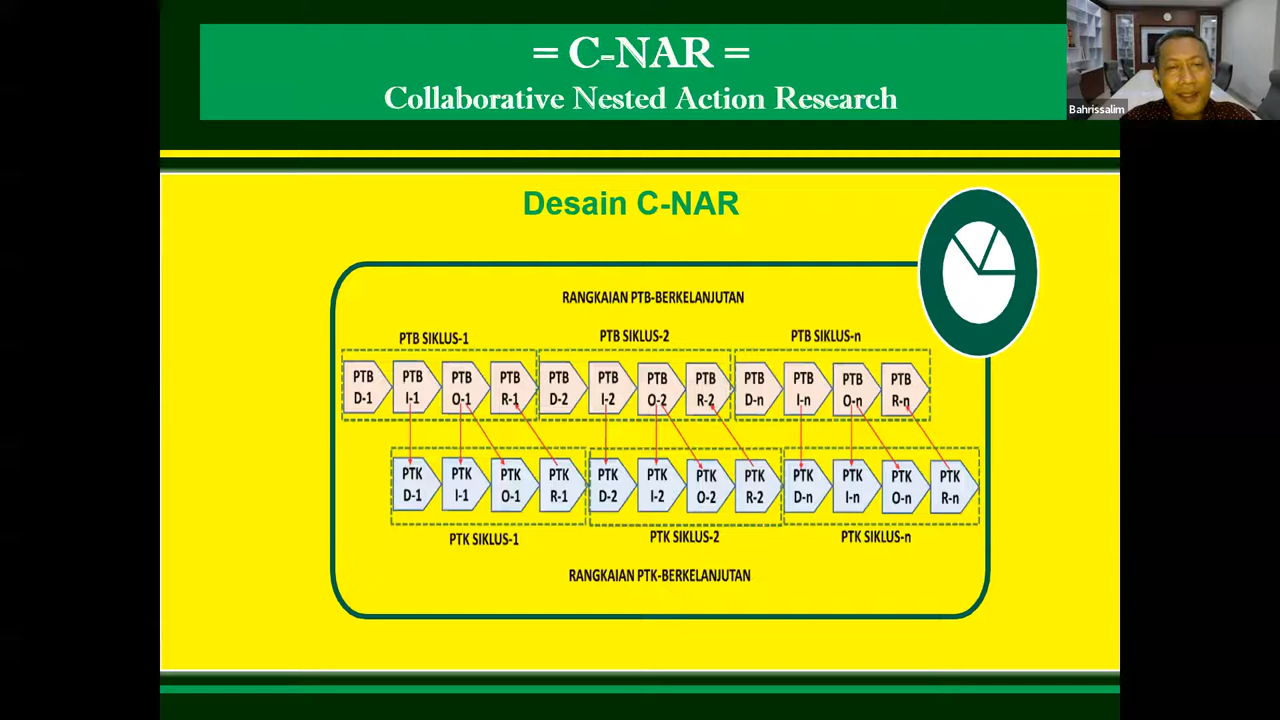 = C-NAR =
Collaborative Nested Action Research
Bahrissalim
Desain C-NAR
RANGKAIAN PTB-BERKELANJUTAN
PTB SIKLUS-1
PTB SIKLUS-2
PTB SIKLUS-n
PTB D-1
PTB I-1
PTB O-1
PTB R-1
PTB D-2
PTB I-2
PTB O-2
PTB R-2
PTB D-n
PTB I-n
PTB O-n
PTB R-n
PTK D-1
PTK I-1
PTK O-1
PTK R-1
PTK D-2
PTK I-2
PTK O-2
PTK R-2
PTK D-n
PTK I-n
PTK O-n
PTK R-n
PTK SIKLUS-1
PTK SIKLUS-2
PTK SIKLUS-n
RANGKAIAN PTK-BERKELANJUTAN